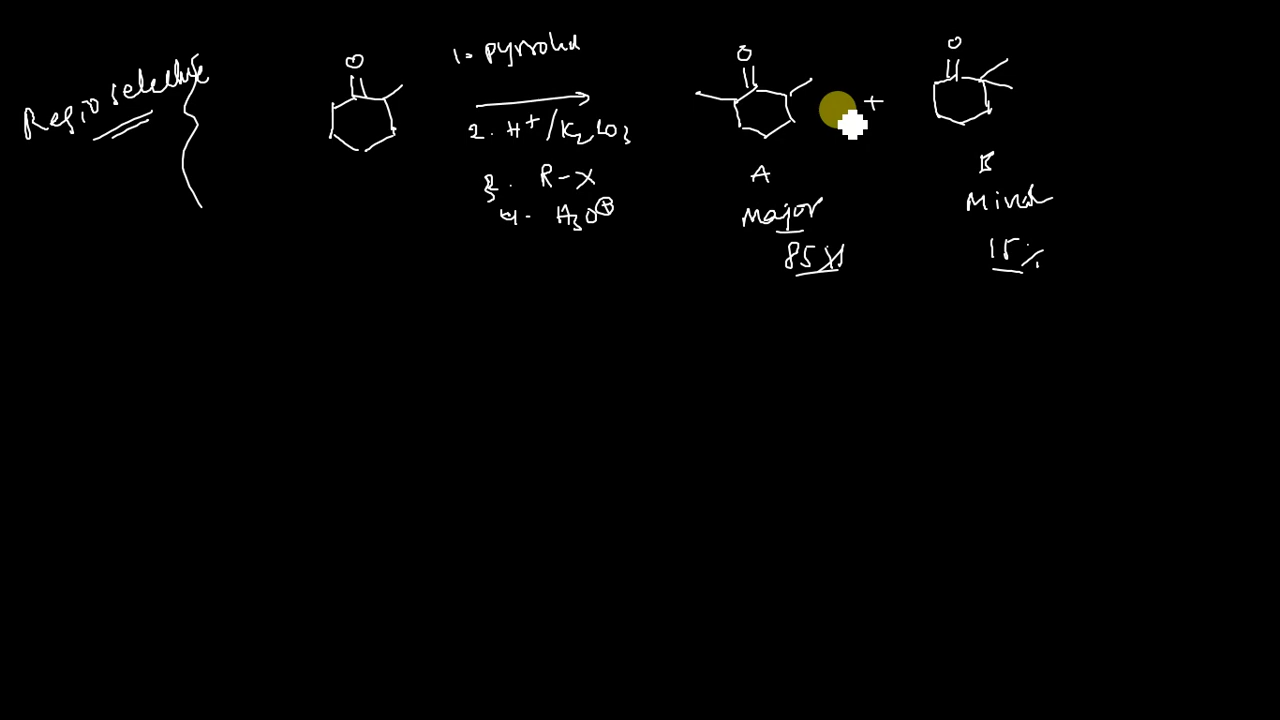 Regioselective
O
1. pyrrolid
2. H+/K2CO3
3. R-X
4. H3O⊕
O
+
O
A
Major
85%
B
Minor
15%